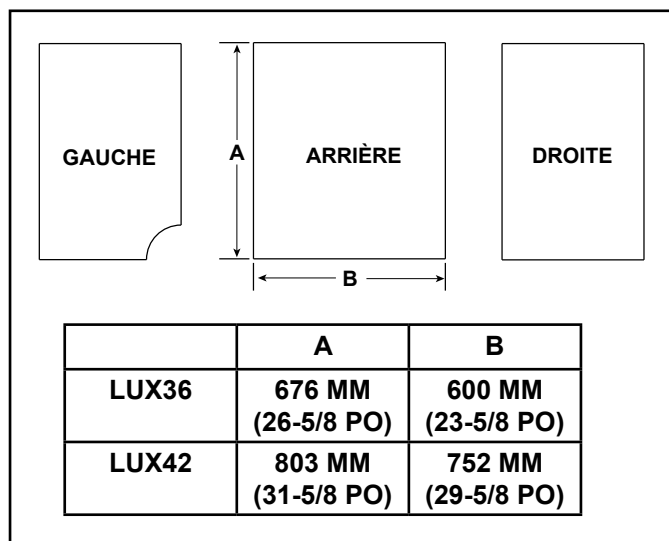 GAUCHE
A
ARRIÈRE
DROITE
B
A B
LUX36 676 MM 600 MM
(26-5/8 PO) (23-5/8 PO)
LUX42 803 MM 752 MM
(31-5/8 PO) (29-5/8 PO)